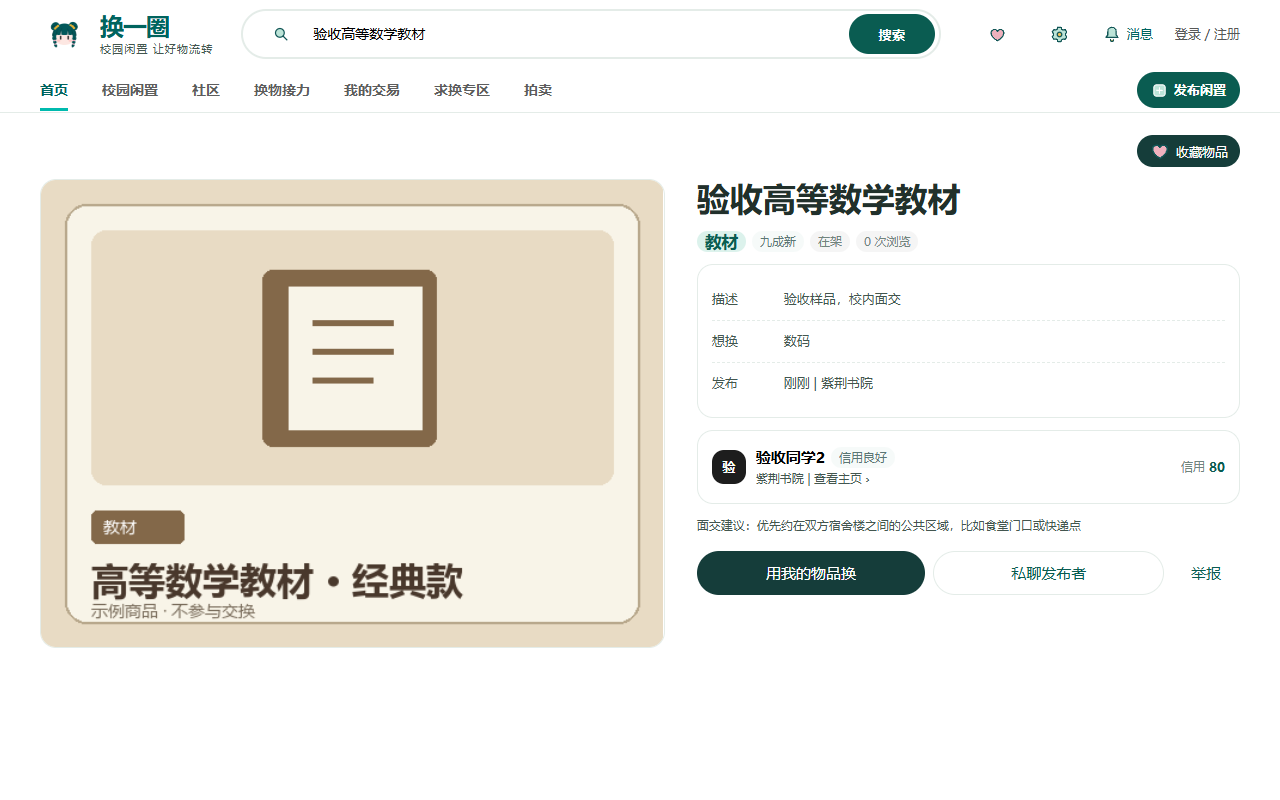 换一圈
校园闲置 让好物流转
验收高等数学教材
搜索
消息
登录 / 注册
首页
校园闲置
社区
换物接力
我的交易
求换专区
拍卖
发布闲置
收藏物品
教材
高等数学教材·经典款
示例商品 · 不参与交换
验收高等数学教材
教材
九成新
在架
0 次浏览
描述 验收样品，校内面交
想换 数码
发布 刚刚 | 紫荆书院
验
验收同学2 信用良好
紫荆书院 | 查看主页 ›
信用 80
面交建议：优先约在双方宿舍楼之间的公共区域，比如食堂门口或快递点
用我的物品换
私聊发布者
举报